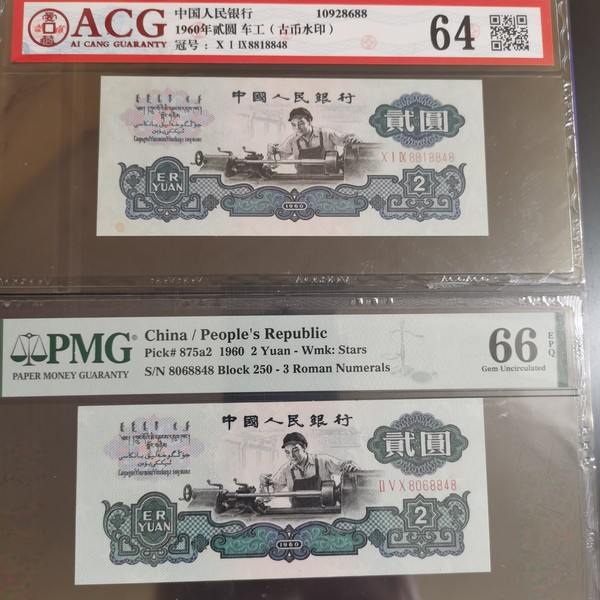 ACG
AI CANG GUARANTY
中国人民银行 10928688
1960年贰圆 车工（古币水印）
冠号： X I IX8818848
64
中國人民銀行
貳圓
X I IX 8818848
ER
YUAN
2
1960
PMG
PAPER MONEY GUARANTY
China / People's Republic
Pick# 875a2 1960 2 Yuan - Wmk: Stars
S/N 8068848 Block 250 - 3 Roman Numerals
66 EPQ
Gem Uncirculated
中國人民銀行
貳圓
II V X 8068848
ER
YUAN
2
1960